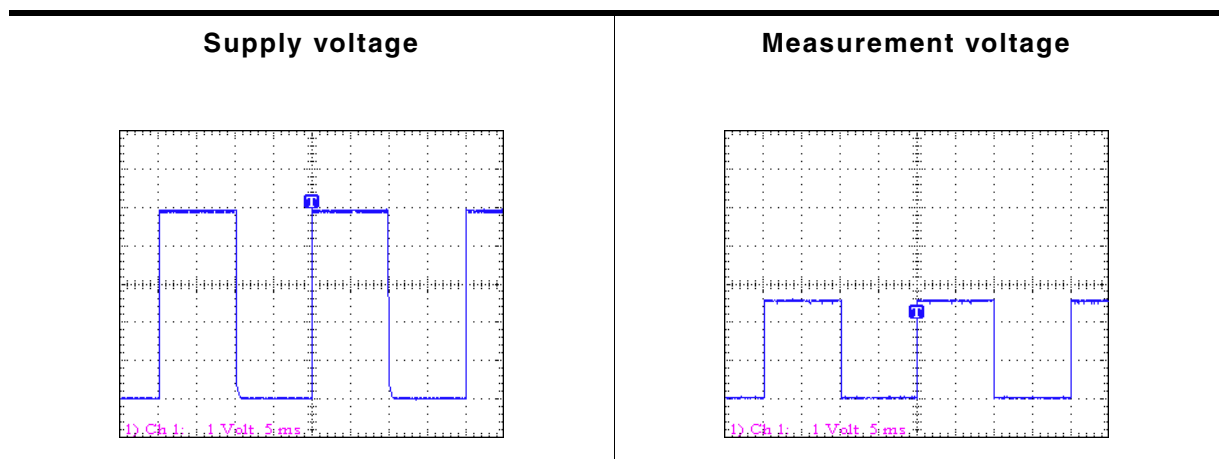 Supply voltage
Measurement voltage
T
T
1) Ch 1: 1 Volt 5 ms
1) Ch 1: 1 Volt 5 ms